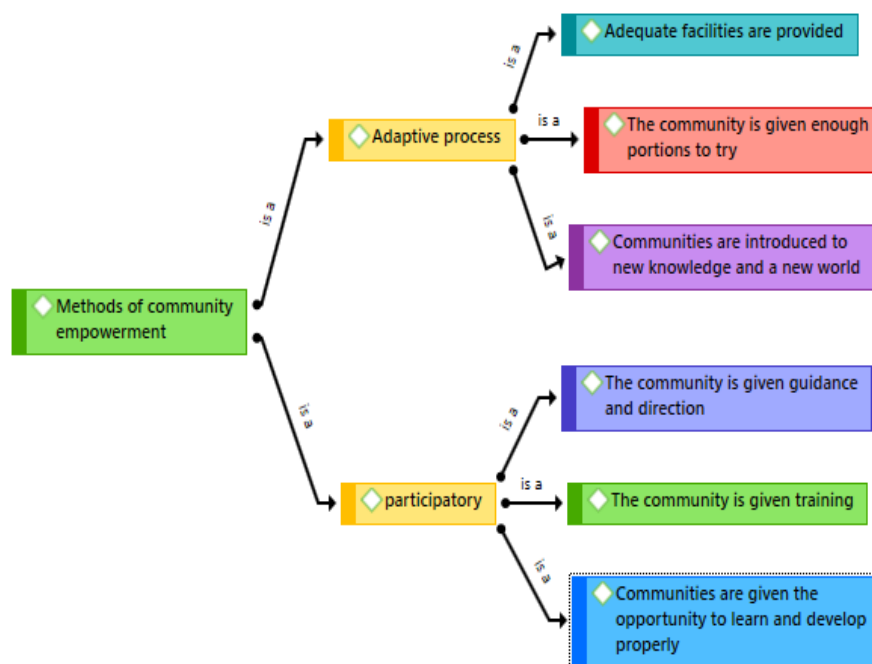 Adequate facilities are provided
is a
is a
The community is given enough
portions to try
Adaptive process
is a
is a
Communities are introduced to
new knowledge and a new world
Methods of community
empowerment
is a
The community is given guidance
and direction
is a
is a
participatory
The community is given training
is a
Communities are given the
opportunity to learn and develop
properly